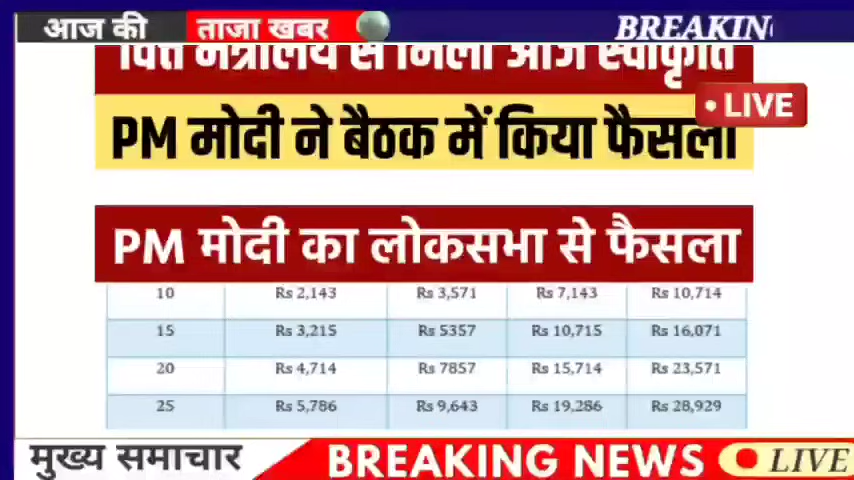 आज की ताजा खबर BREAKIN
वित्त मंत्रालय से मिली आज स्वीकृति
• LIVE
PM मोदी ने बैठक में किया फैसला
PM मोदी का लोकसभा से फैसला
10 Rs 2,143 Rs 3,571 Rs 7,143 Rs 10,714
15 Rs 3,215 Rs 5357 Rs 10,715 Rs 16,071
20 Rs 4,714 Rs 7857 Rs 15,714 Rs 23,571
25 Rs 5,786 Rs 9,643 Rs 19,286 Rs 28,929
मुख्य समाचार BREAKING NEWS LIVE